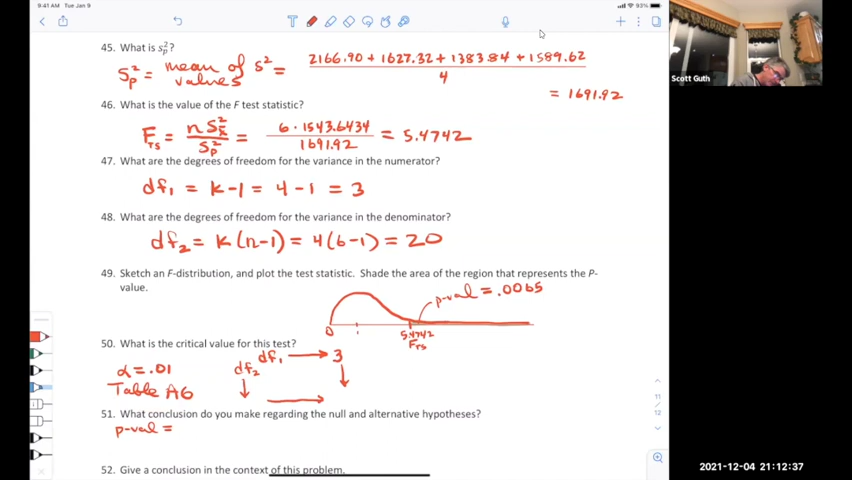 9:41 AM Tue Jan 9
93%
45. What is s²ₚ?
S²ₚ = mean of values s² = 2166.90 + 1627.32 + 1383.84 + 1589.62 / 4
= 1691.92
46. What is the value of the F test statistic?
F_TS = n S²_x̄ / S²ₚ = 6 · 1543.6434 / 1691.92 = 5.4742
47. What are the degrees of freedom for the variance in the numerator?
df₁ = k-1 = 4-1 = 3
48. What are the degrees of freedom for the variance in the denominator?
df₂ = k(n-1) = 4(6-1) = 20
49. Sketch an F-distribution, and plot the test statistic. Shade the area of the region that represents the P-
value.
p-val = .0065
0 1 5.4742
F_TS
50. What is the critical value for this test?
α = .01
Table A6
df₁ → 3
df₂
51. What conclusion do you make regarding the null and alternative hypotheses?
p-val =
52. Give a conclusion in the context of this problem.
11
12
Scott Guth
2021-12-04 21:12:37